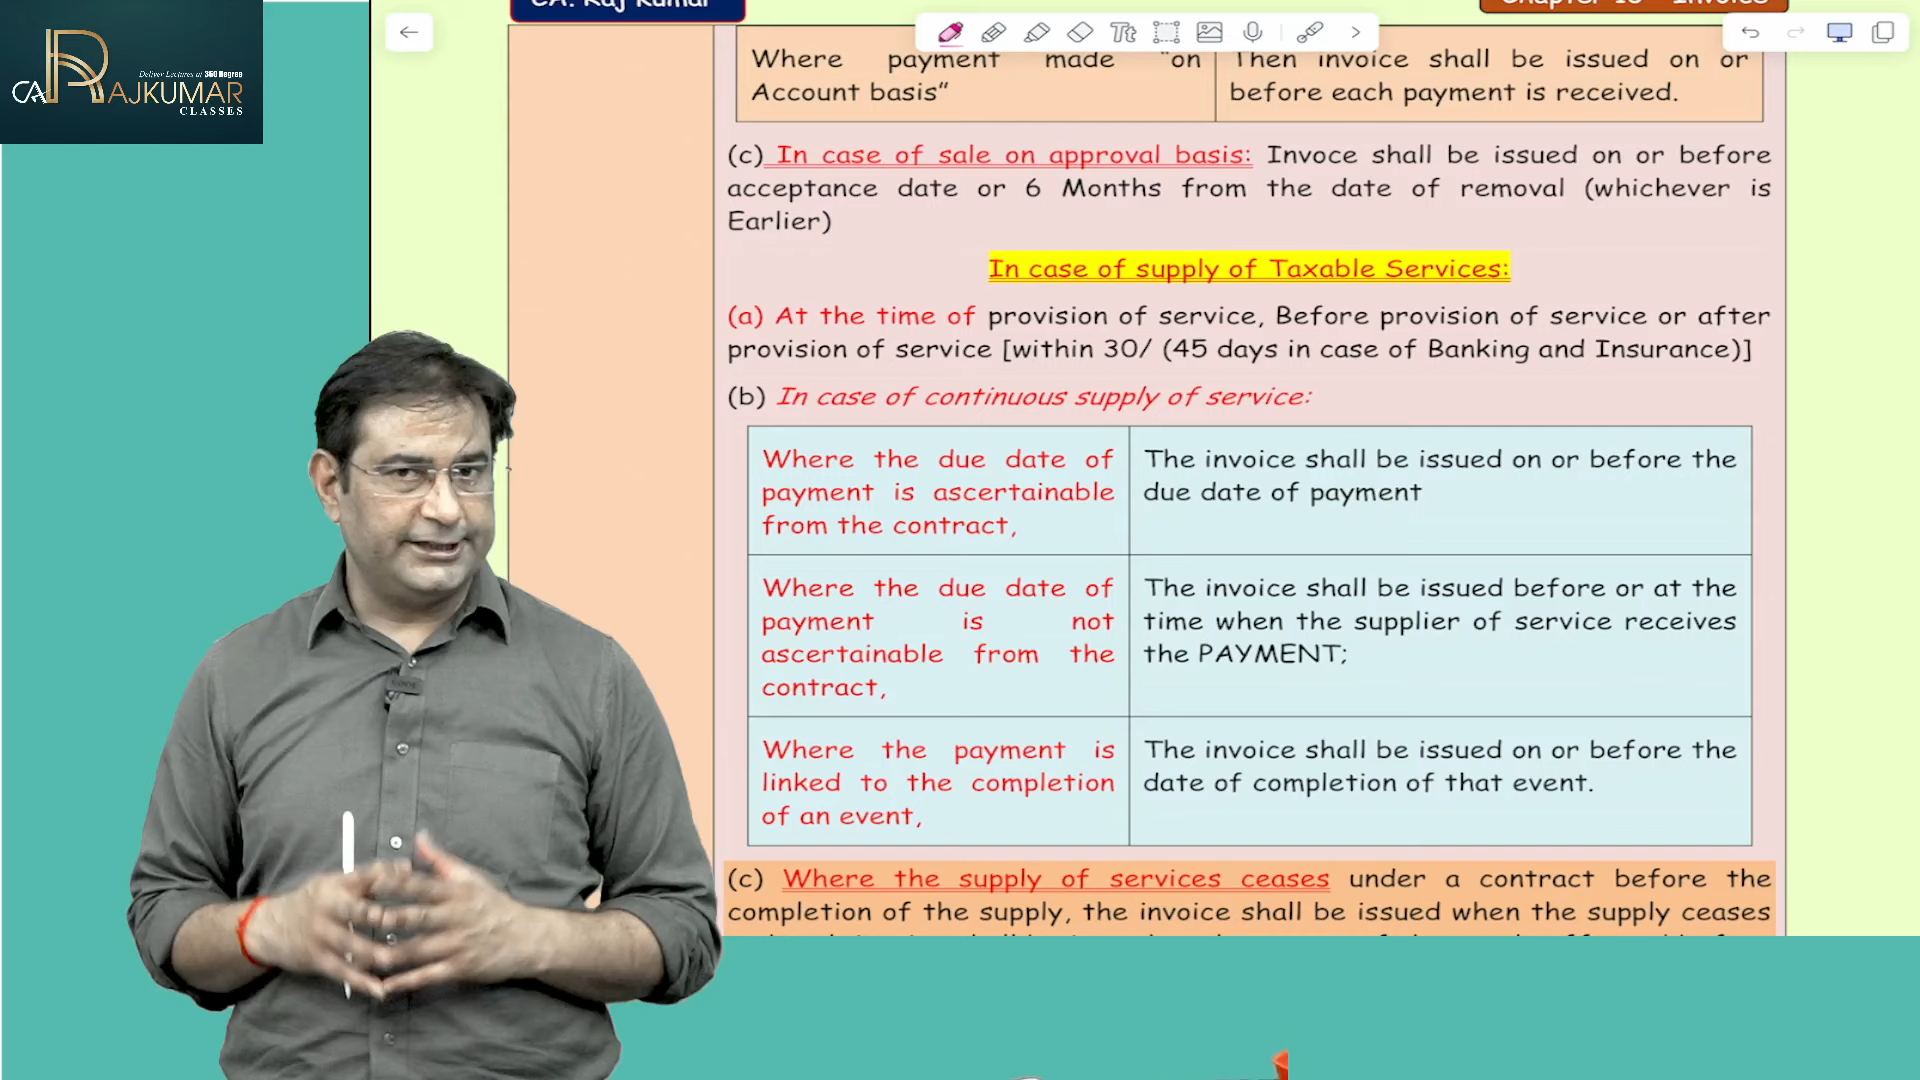 CA. Raj Kumar
Deliver Lectures at 360 Degree
CA RAJKUMAR
CLASSES
Where payment made "on
Account basis”
Then invoice shall be issued on or
before each payment is received.
(c) In case of sale on approval basis: Invoce shall be issued on or before
acceptance date or 6 Months from the date of removal (whichever is
Earlier)
In case of supply of Taxable Services:
(a) At the time of provision of service, Before provision of service or after
provision of service [within 30/ (45 days in case of Banking and Insurance)]
(b) In case of continuous supply of service:
Where the due date of
payment is ascertainable
from the contract,
The invoice shall be issued on or before the
due date of payment
Where the due date of
payment is not
ascertainable from the
contract,
The invoice shall be issued before or at the
time when the supplier of service receives
the PAYMENT;
Where the payment is
linked to the completion
of an event,
The invoice shall be issued on or before the
date of completion of that event.
(c) Where the supply of services ceases under a contract before the
completion of the supply, the invoice shall be issued when the supply ceases